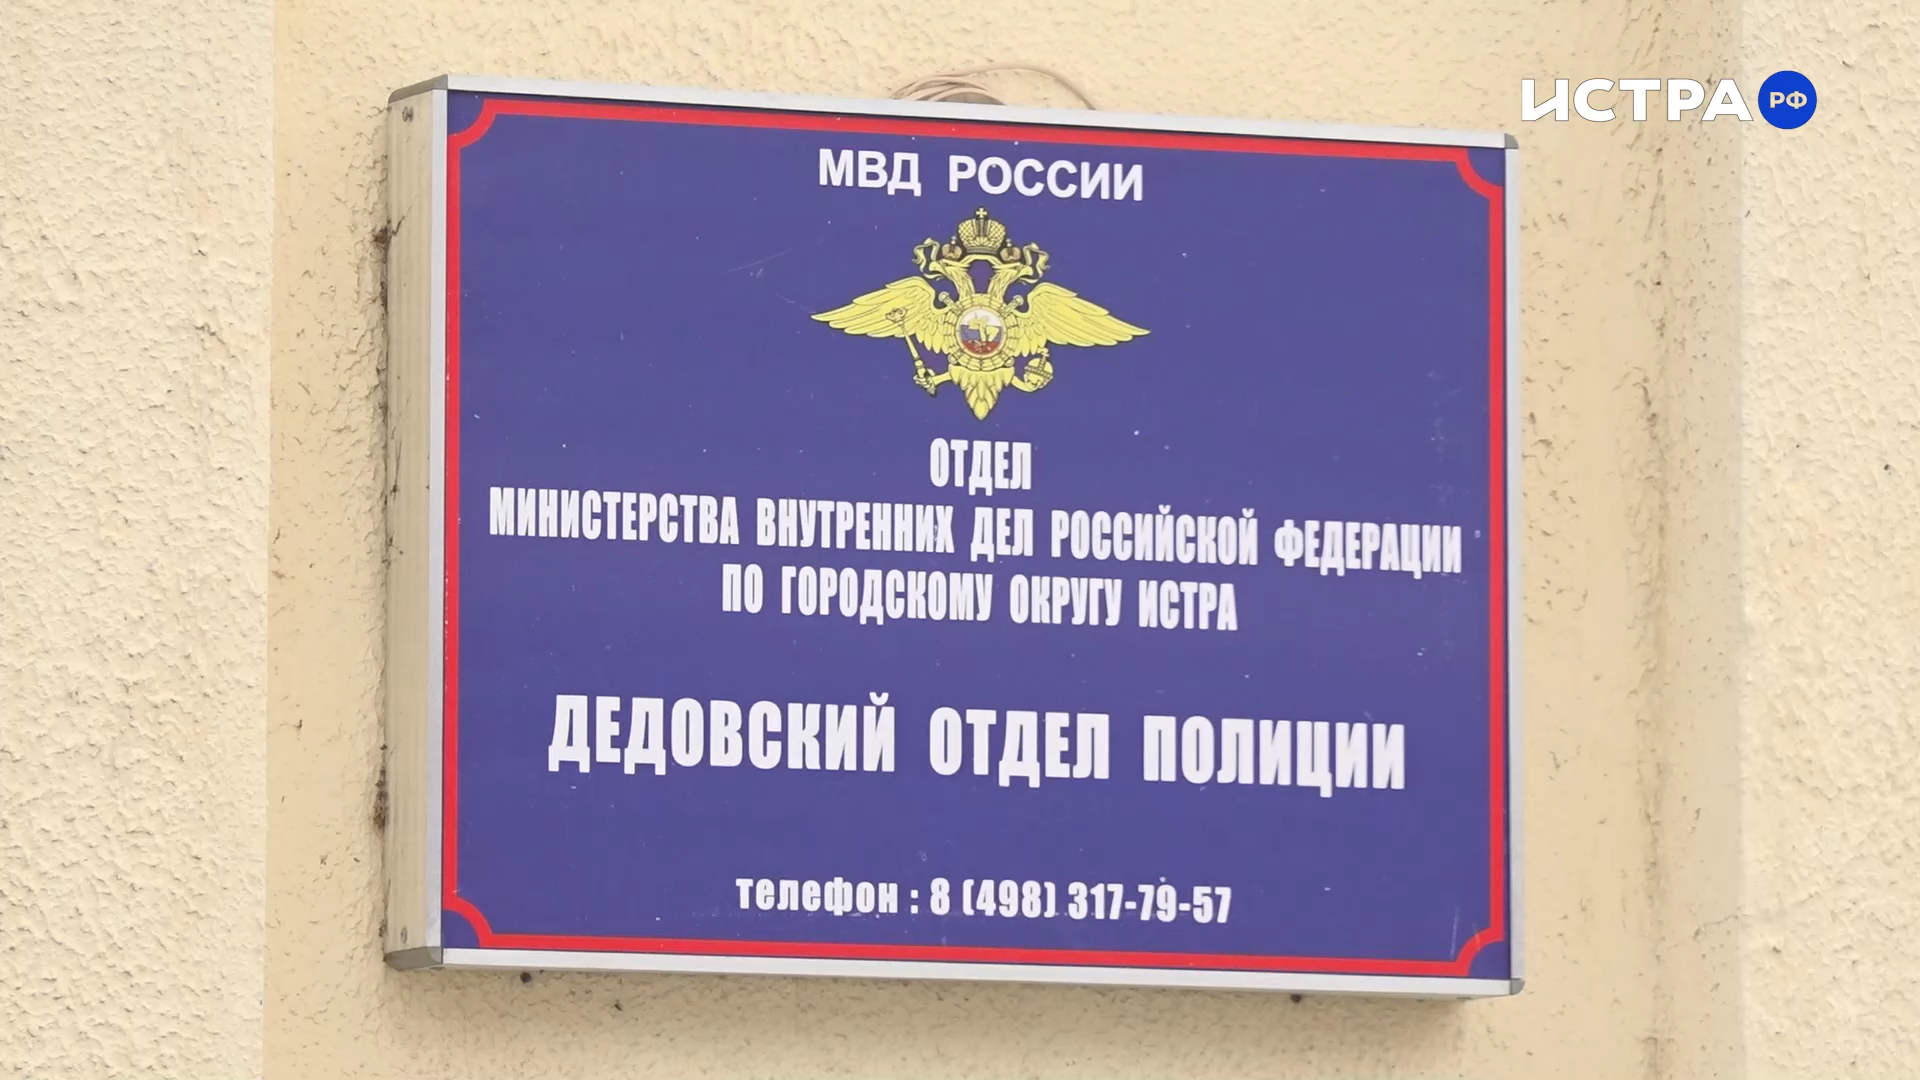 ИСТРА РФ
МВД РОССИИ
ОТДЕЛ
МИНИСТЕРСТВА ВНУТРЕННИХ ДЕЛ РОССИЙСКОЙ ФЕДЕРАЦИИ
ПО ГОРОДСКОМУ ОКРУГУ ИСТРА
ДЕДОВСКИЙ ОТДЕЛ ПОЛИЦИИ
телефон : 8 (498) 317-79-57